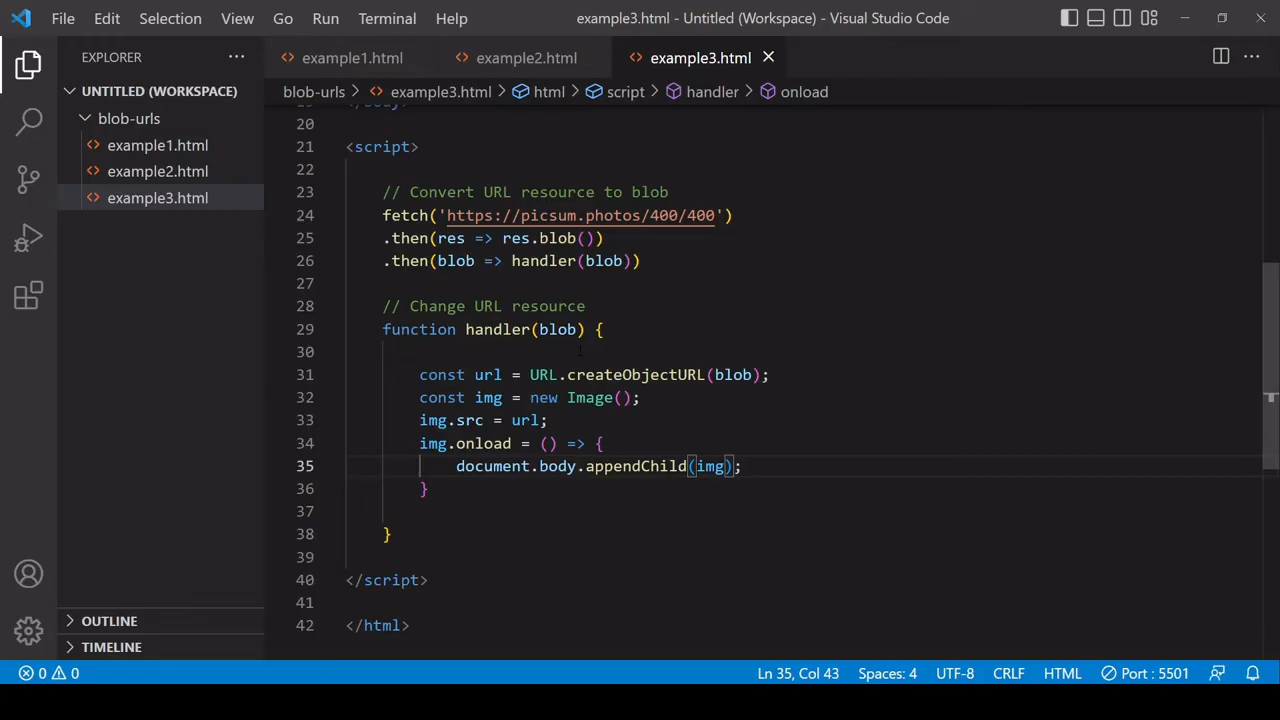 File Edit Selection View Go Run Terminal Help example3.html - Untitled (Workspace) - Visual Studio Code
EXPLORER
UNTITLED (WORKSPACE)
blob-urls
example1.html
example2.html
example3.html
OUTLINE
TIMELINE
example1.html example2.html example3.html
blob-urls > example3.html > html > script > handler > onload
19 </body>
20
21 <script>
22
23 // Convert URL resource to blob
24 fetch('https://picsum.photos/400/400')
25 .then(res => res.blob())
26 .then(blob => handler(blob))
27
28 // Change URL resource
29 function handler(blob) {
30
31 const url = URL.createObjectURL(blob);
32 const img = new Image();
33 img.src = url;
34 img.onload = () => {
35 document.body.appendChild(img);
36 }
37
38 }
39
40 </script>
41
42 </html>
0 0 Ln 35, Col 43 Spaces: 4 UTF-8 CRLF HTML Port : 5501